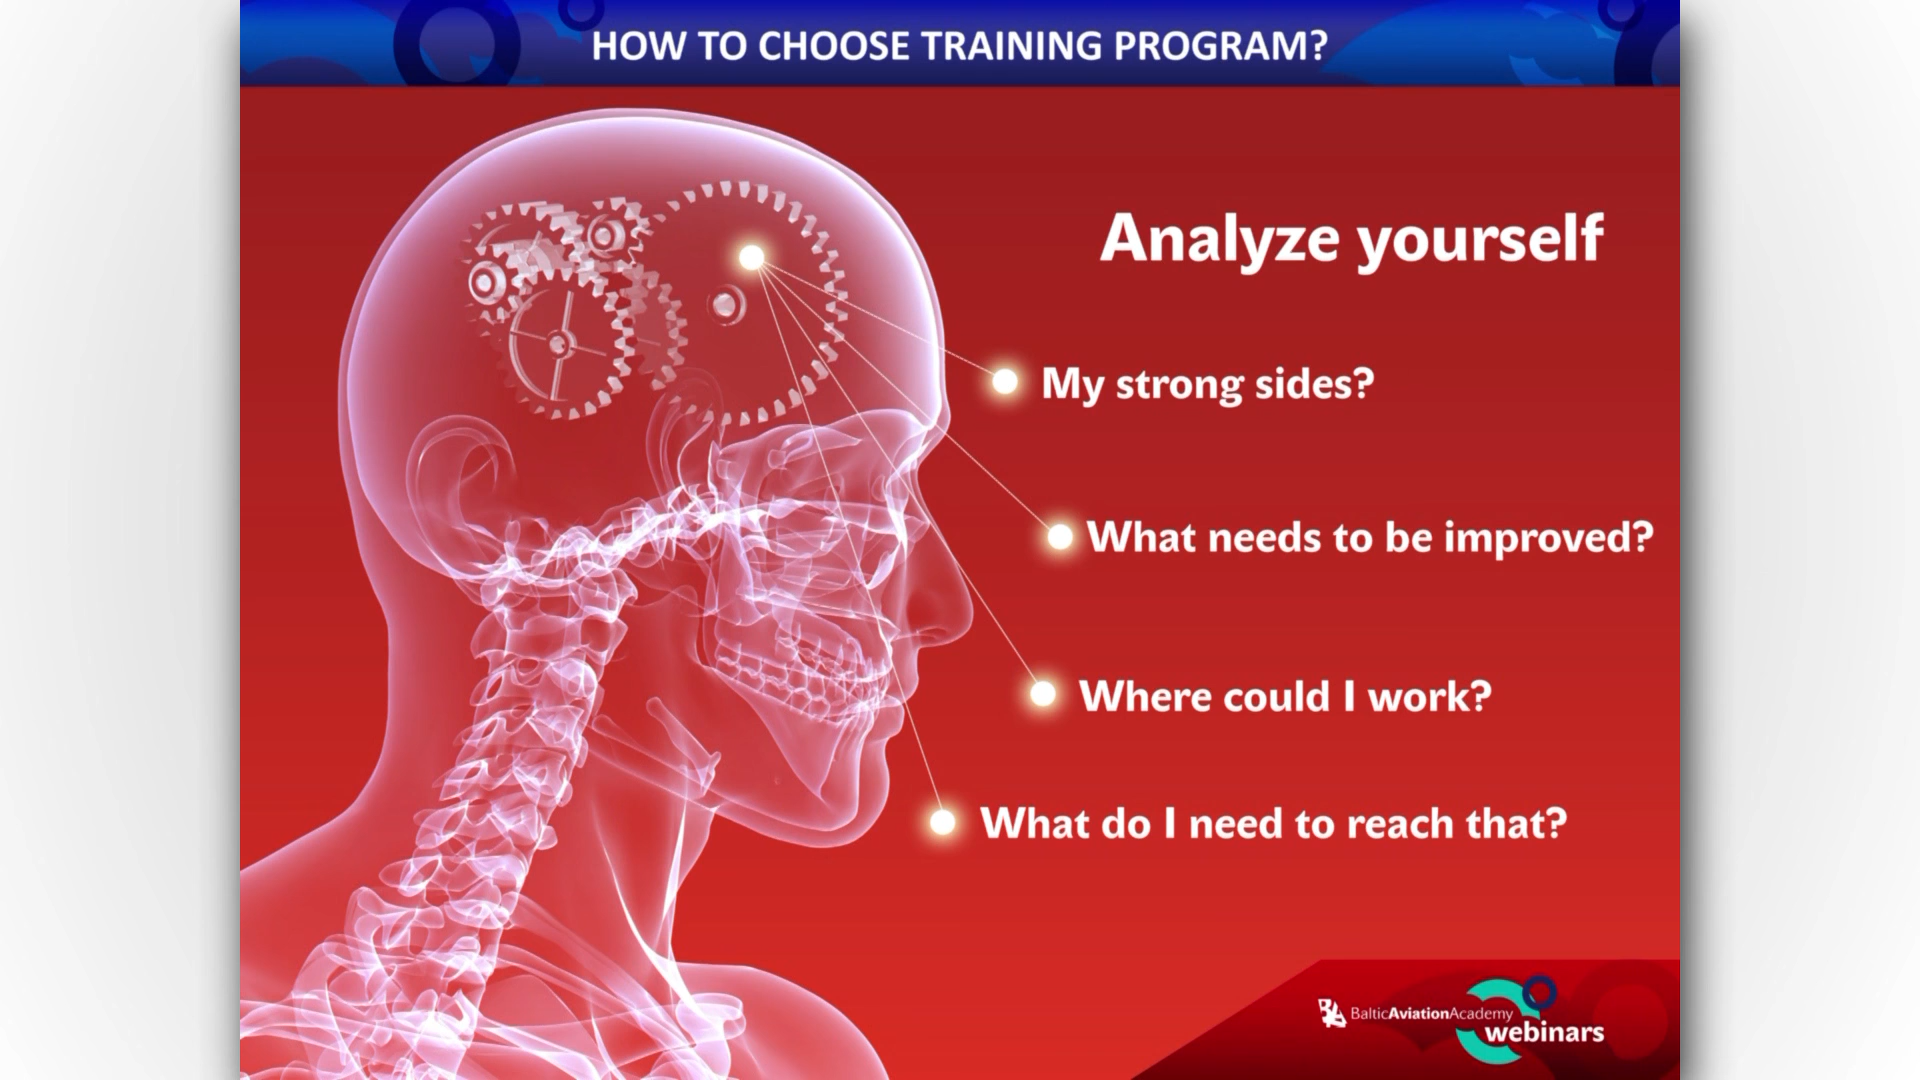 HOW TO CHOOSE TRAINING PROGRAM?
Analyze yourself
My strong sides?
What needs to be improved?
Where could I work?
What do I need to reach that?
BalticAviationAcademy
webinars